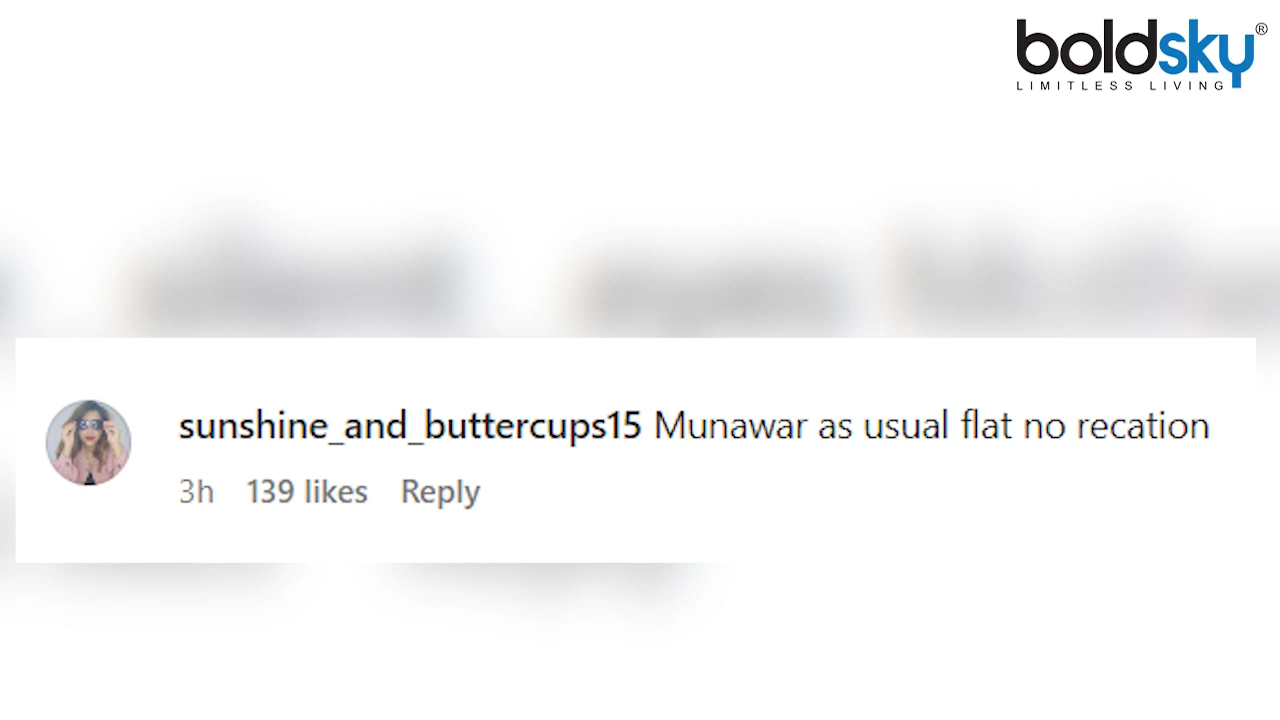 boldsky®
LIMITLESS LIVING
sunshine_and_buttercups15 Munawar as usual flat no recation
3h 139 likes Reply